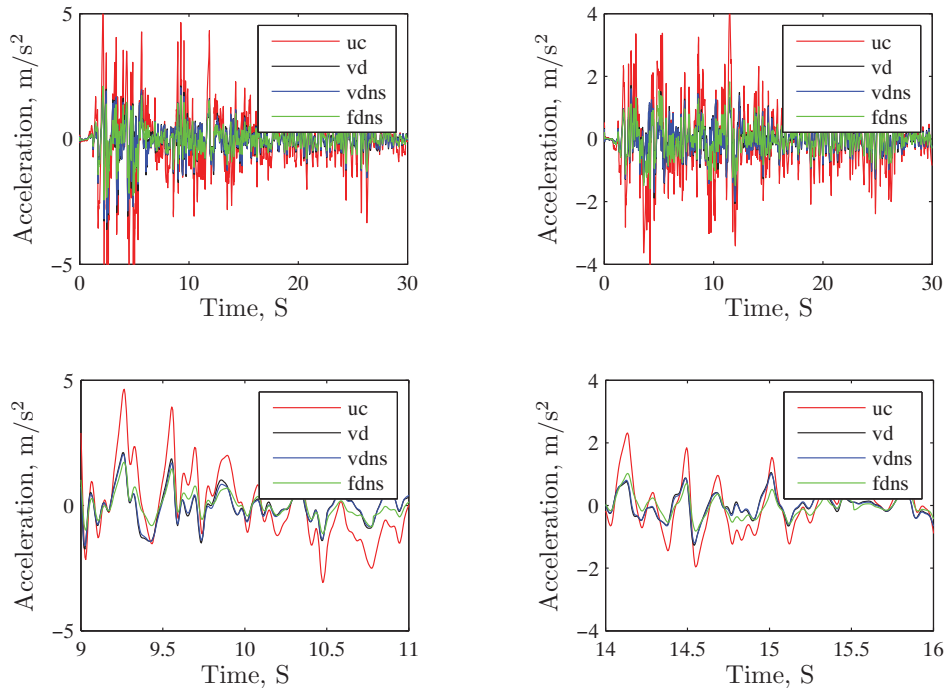 5
0
−5
Acceleration, m/s²
0 10 20 30
Time, S
uc
vd
vdns
fdns
4
2
0
−2
−4
Acceleration, m/s²
0 10 20 30
Time, S
uc
vd
vdns
fdns
5
0
−5
Acceleration, m/s²
9 9.5 10 10.5 11
Time, S
uc
vd
vdns
fdns
4
2
0
−2
−4
Acceleration, m/s²
14 14.5 15 15.5 16
Time, S
uc
vd
vdns
fdns